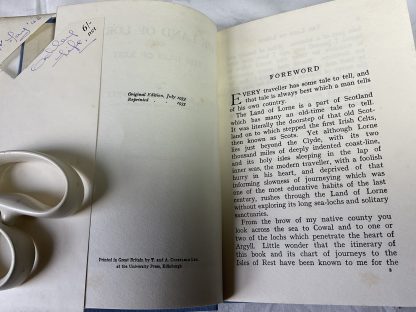 6/-
Original Edition, July 1933
Reprinted . . . 1933
Printed in Great Britain by T. and A. Constable Ltd.
at the University Press, Edinburgh
FOREWORD
EVERY traveller has some tale to tell, and
that tale is always best which a man tells
of his own country.
The Land of Lorne is a part of Scotland
which has many an old-time tale to tell.
It was literally the doorstep of that old Scot-
land on to which stepped the first Irish Celts,
then known as Scots. Yet although Lorne
lies just beyond the Clyde, with its two
thousand miles of deeply indented coast-line,
and its holy isles sleeping in the lap of
inner seas, the modern traveller, with a foolish
hurry in his heart, and deprived of that
informing slowness of journeying which was
one of the most educative habits of the last
century, rushes through the Land of Lorne
without exploring its long sea-lochs and solitary
sanctuaries.
From the brow of my native county you
look across the sea to Cowal and to one or
two of the lochs which penetrate the heart of
Argyll. Little wonder that the itinerary of
this book and its chart of journeys to the
Isles of Rest have been known to me for the